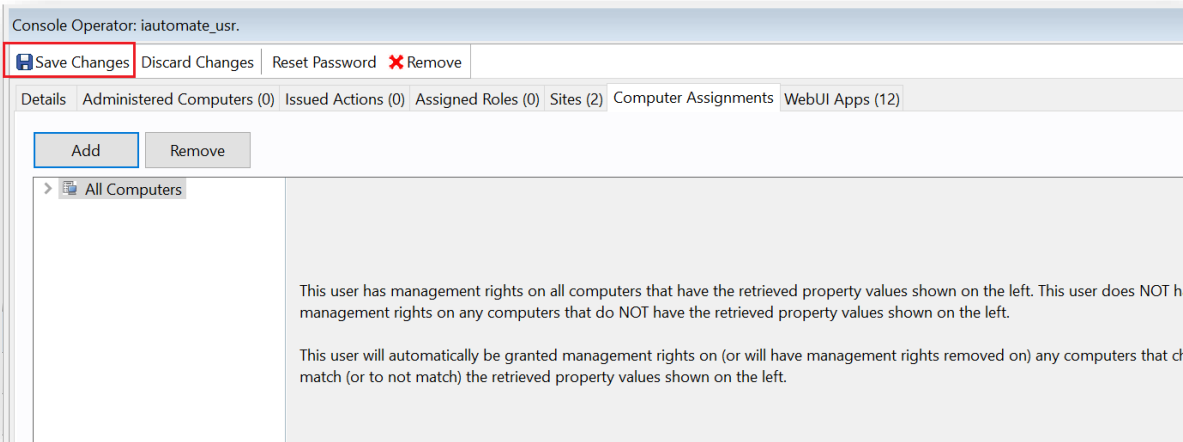 Console Operator: iautomate_usr.
Save Changes Discard Changes Reset Password Remove
Details Administered Computers (0) Issued Actions (0) Assigned Roles (0) Sites (2) Computer Assignments WebUI Apps (12)
Add Remove
All Computers
This user has management rights on all computers that have the retrieved property values shown on the left. This user does NOT
management rights on any computers that do NOT have the retrieved property values shown on the left.
This user will automatically be granted management rights on (or will have management rights removed on) any computers that
match (or to not match) the retrieved property values shown on the left.